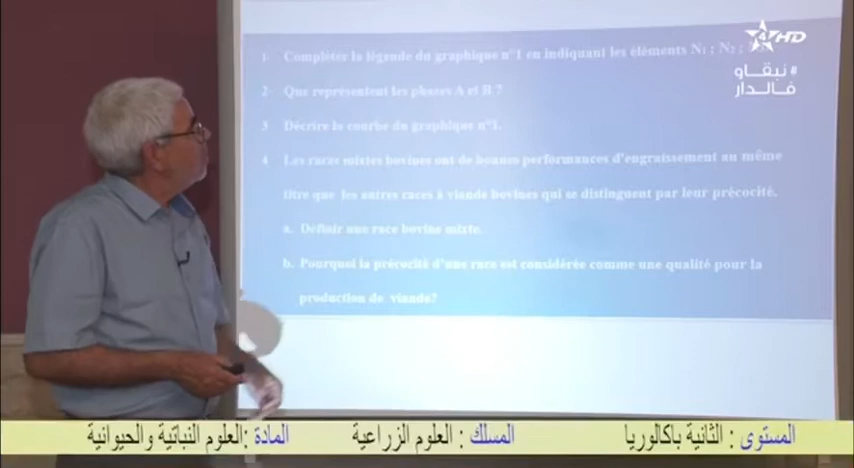 4 HD
#نبقاو
فالدار
1- Compléter la légende du graphique n°1 en indiquant les éléments N1 ; N2 ;
2- Que représentent les phases A et B ?
3 Décrire la courbe du graphique n°1.
4 Les races mixtes bovines ont de bonnes performances d'engraissement au même
titre que les autres races à viande bovines qui se distinguent par leur précocité.
a. Définir une race bovine mixte.
b. Pourquoi la précocité d'une race est considérée comme une qualité pour la
production de viande?
المستوى : الثانية باكالوريا المسلك : العلوم الزراعية المادة :العلوم النباتية والحيوانية